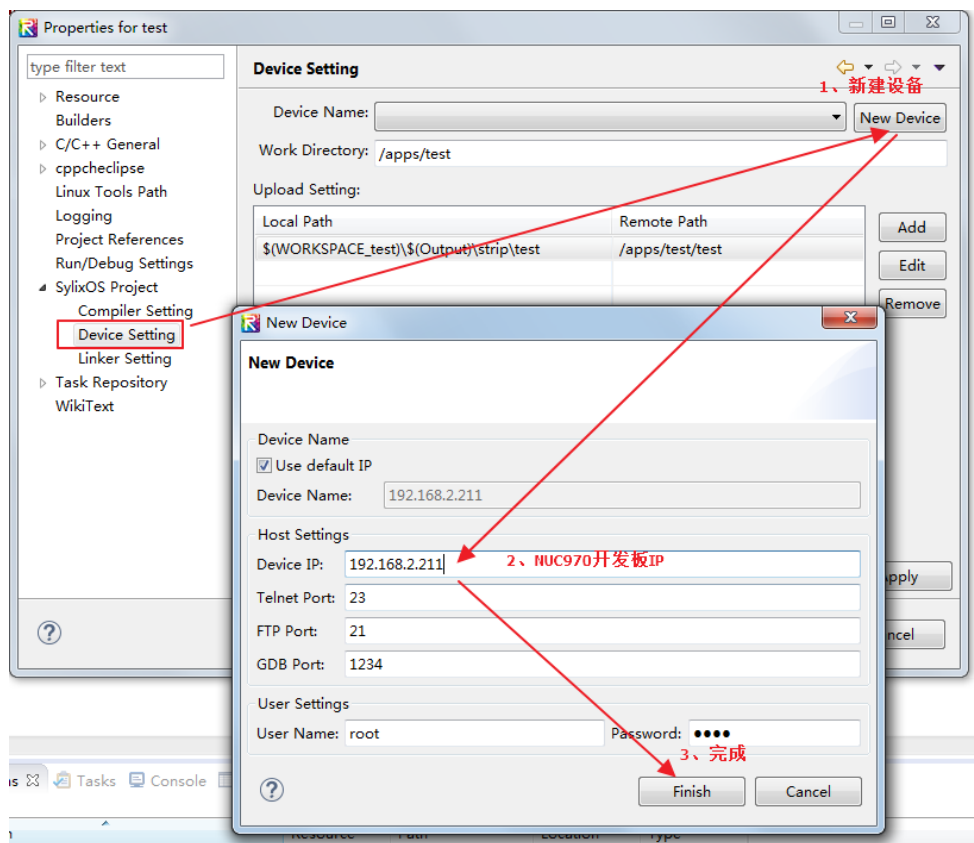 Properties for test
type filter text
Resource
Builders
C/C++ General
cppcheclipse
Linux Tools Path
Logging
Project References
Run/Debug Settings
SylixOS Project
Compiler Setting
Device Setting
Linker Setting
Task Repository
WikiText
Device Setting
1、新建设备
Device Name:
New Device
Work Directory: /apps/test
Upload Setting:
Local Path Remote Path
$(WORKSPACE_test)\$(Output)\strip\test /apps/test/test
Add
Edit
Remove
New Device
New Device
Device Name
Use default IP
Device Name: 192.168.2.211
Host Settings
Device IP: 192.168.2.211
2、NUC970开发板IP
Telnet Port: 23
FTP Port: 21
GDB Port: 1234
User Settings
User Name: root Password: ●●●●
3、完成
Finish Cancel
Tasks Console